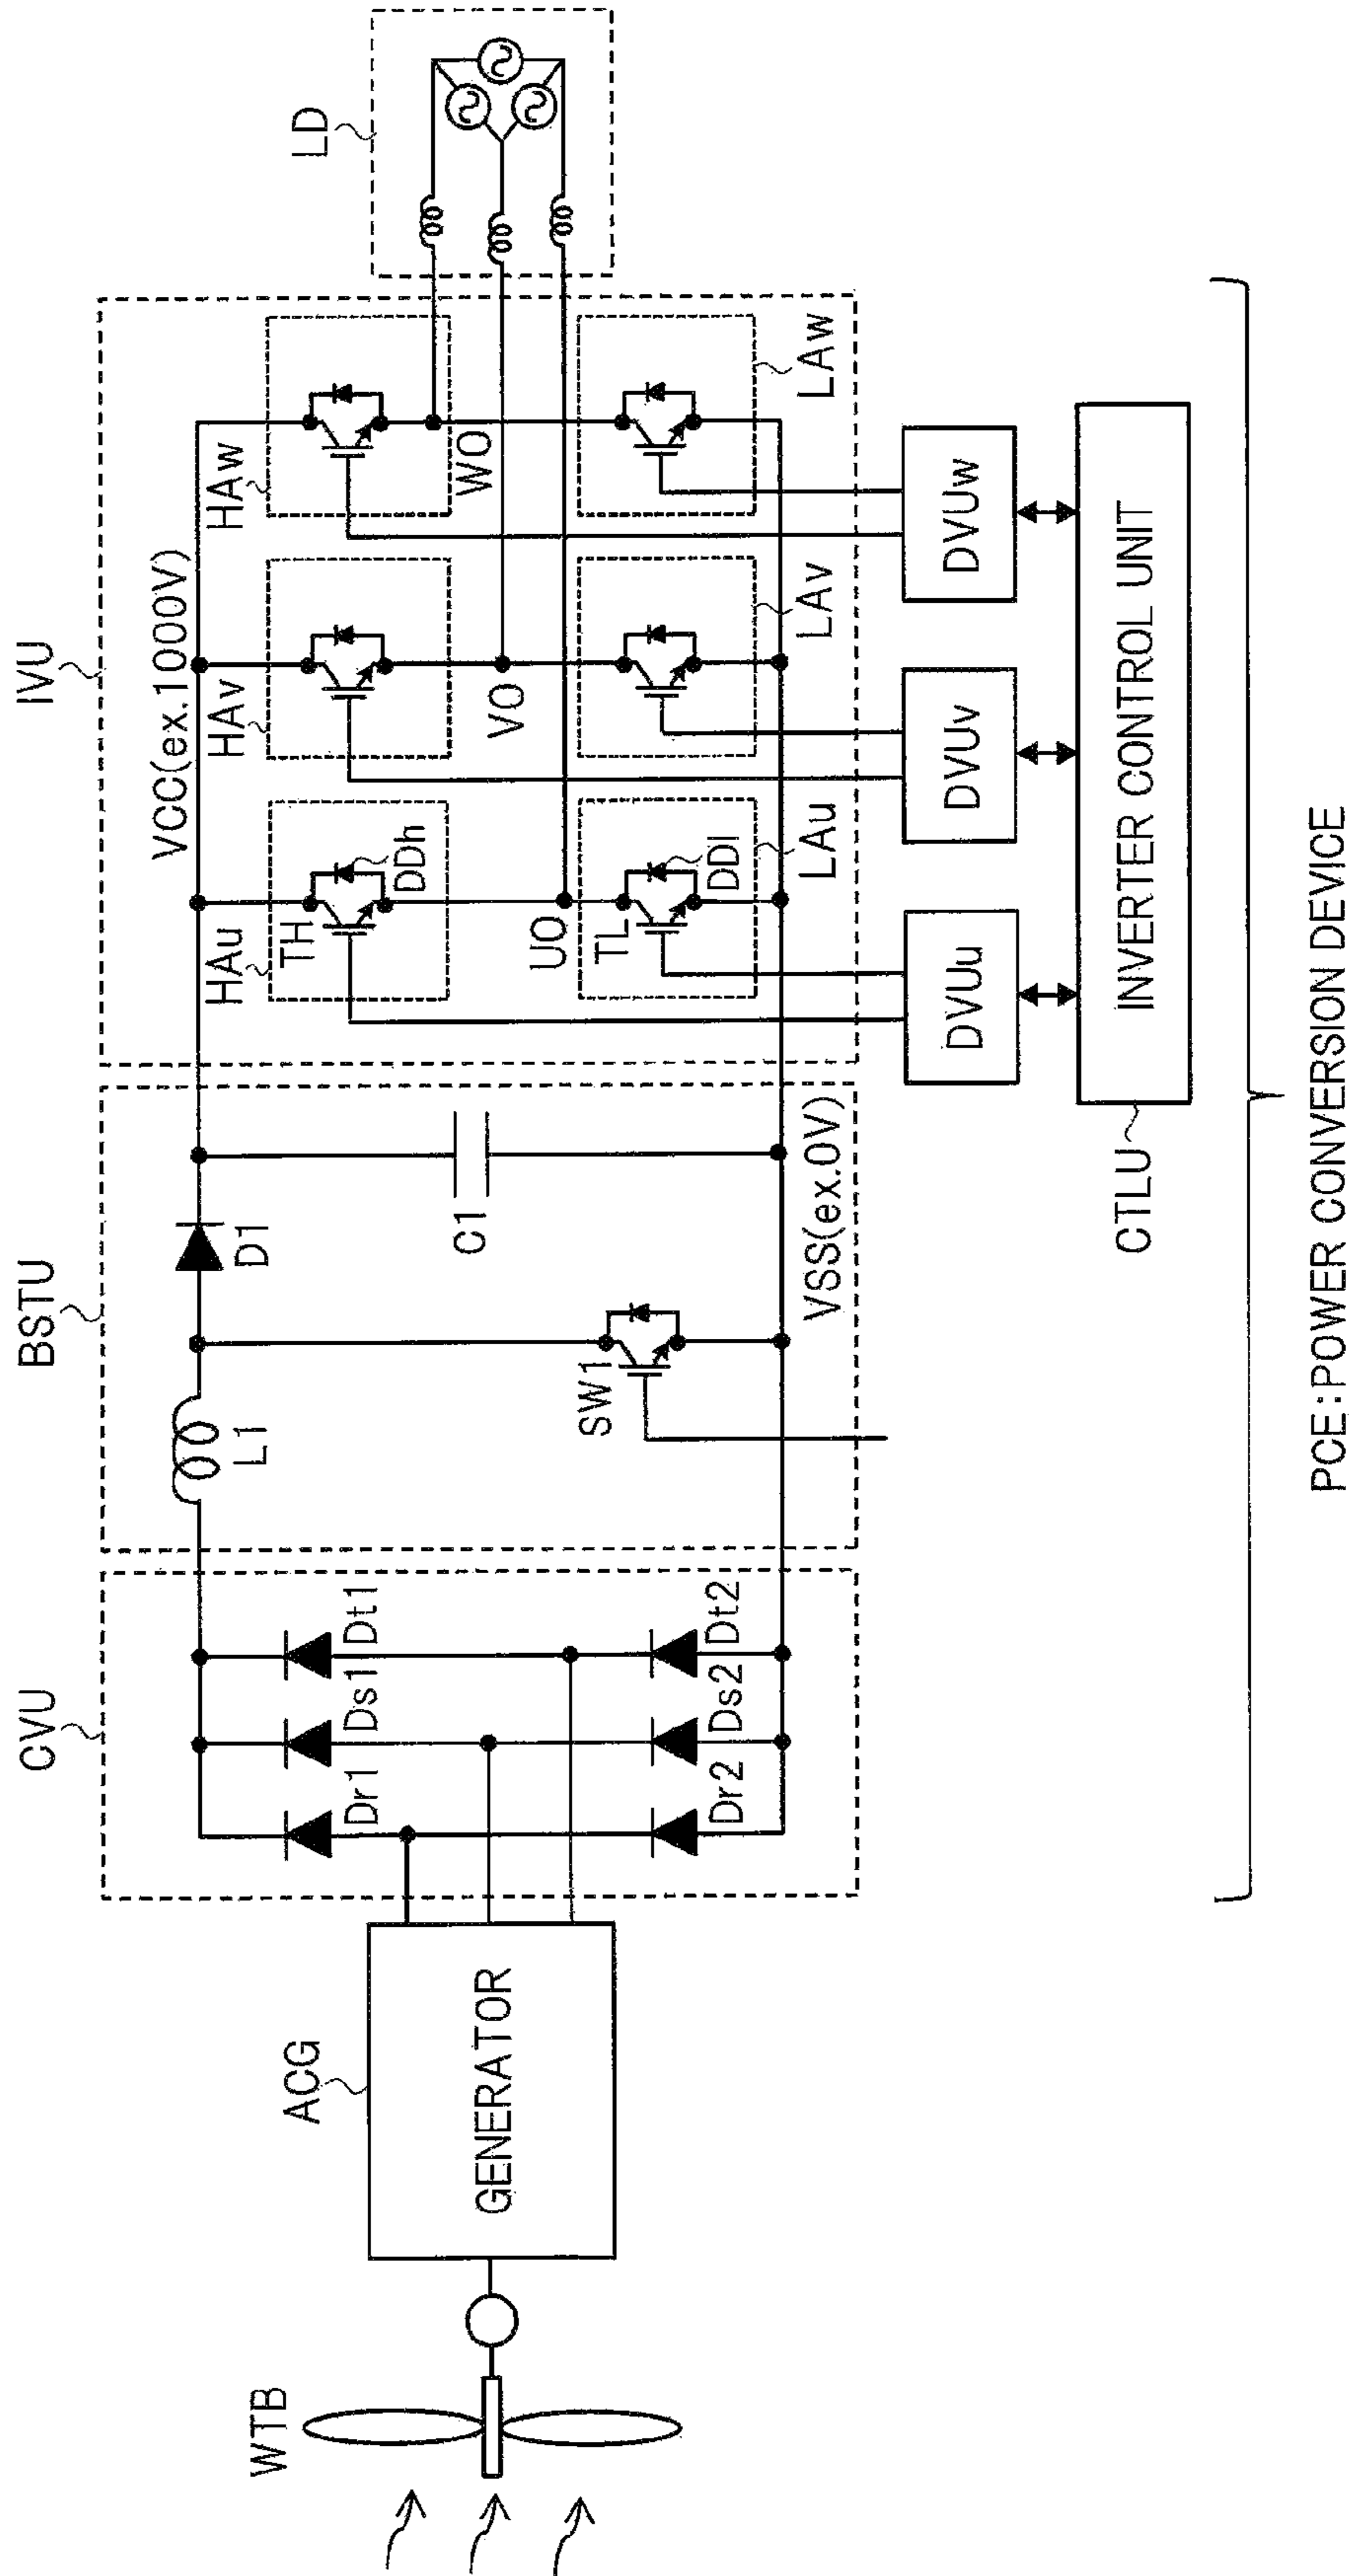 WTB
ACG
GENERATOR
CVU
Dr1
Ds1
Dt1
Dr2
Ds2
Dt2
BSTU
L1
D1
SW1
C1
VSS(ex.0V)
IVU
VCC(ex.1000V)
HAu
HAv
HAw
TH
DDh
UO
VO
WO
TL
DDl
LAu
LAv
LAw
LD
DVUu
DVUv
DVUw
CTLU
INVERTER CONTROL UNIT
PCE:POWER CONVERSION DEVICE